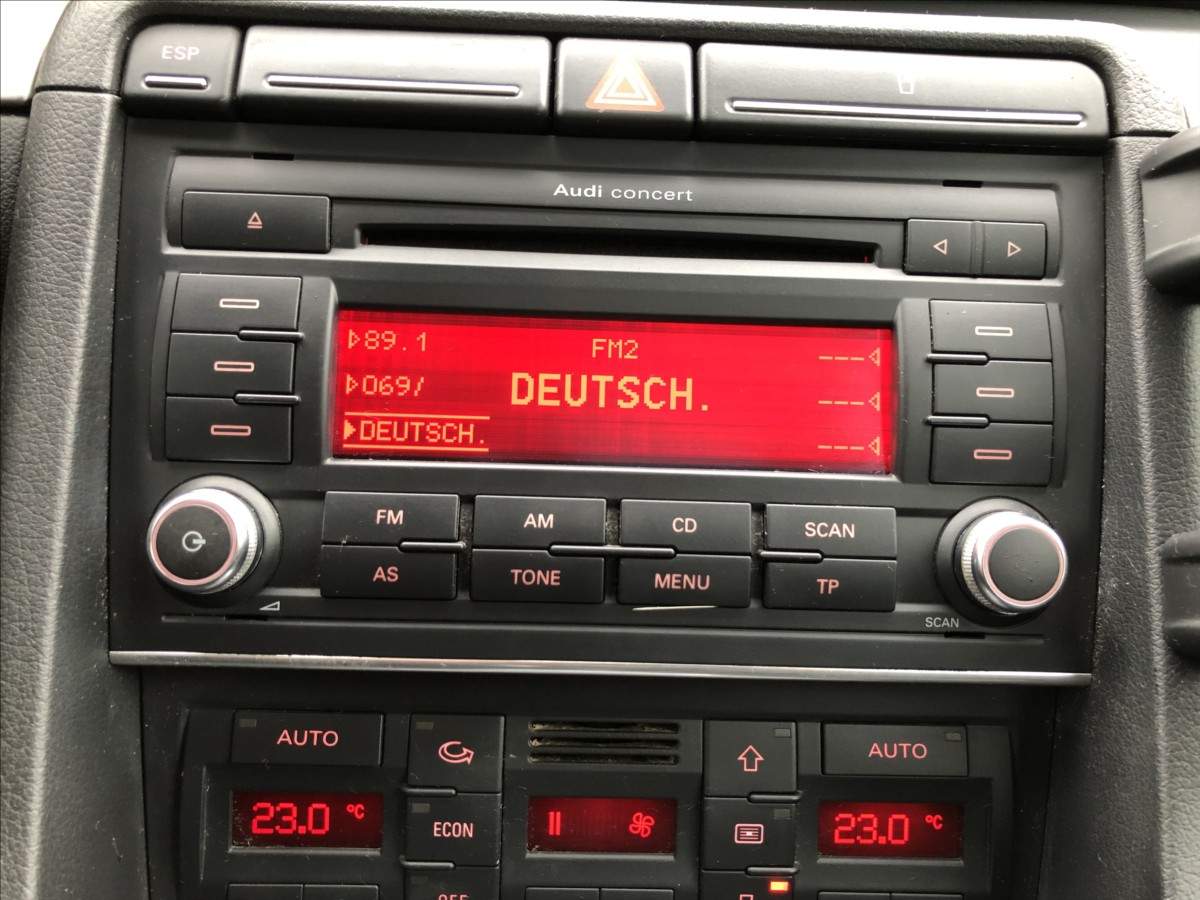 ESP
Audi concert
89.1 FM2 ---
069/ DEUTSCH. ---
DEUTSCH. ---
FM AM CD SCAN
AS TONE MENU TP
SCAN
AUTO AUTO
23.0 °C ECON 23.0 °C